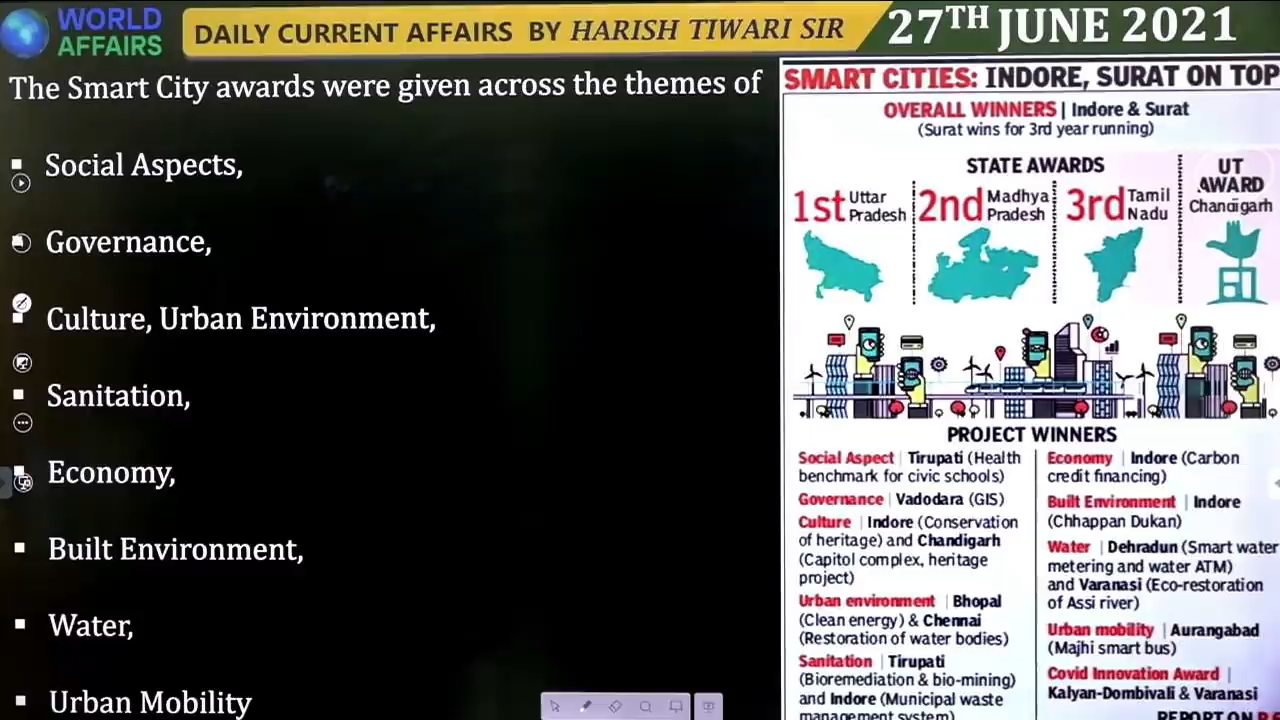 WORLD
AFFAIRS
DAILY CURRENT AFFAIRS BY HARISH TIWARI SIR
27TH JUNE 2021
The Smart City awards were given across the themes of
▪ Social Aspects,
▪ Governance,
▪ Culture, Urban Environment,
▪ Sanitation,
▪ Economy,
▪ Built Environment,
▪ Water,
▪ Urban Mobility
SMART CITIES: INDORE, SURAT ON TOP
OVERALL WINNERS | Indore & Surat
(Surat wins for 3rd year running)
STATE AWARDS
1st Uttar
Pradesh
2nd Madhya
Pradesh
3rd Tamil
Nadu
UT
AWARD
Chandigarh
PROJECT WINNERS
Social Aspect | Tirupati (Health
benchmark for civic schools)
Governance | Vadodara (GIS)
Culture | Indore (Conservation
of heritage) and Chandigarh
(Capitol complex, heritage
project)
Urban environment | Bhopal
(Clean energy) & Chennai
(Restoration of water bodies)
Sanitation | Tirupati
(Bioremediation & bio-mining)
and Indore (Municipal waste
management system)
Economy | Indore (Carbon
credit financing)
Built Environment | Indore
(Chhappan Dukan)
Water | Dehradun (Smart water
metering and water ATM)
and Varanasi (Eco-restoration
of Assi river)
Urban mobility | Aurangabad
(Majhi smart bus)
Covid Innovation Award |
Kalyan-Dombivali & Varanasi
REPORT ON P